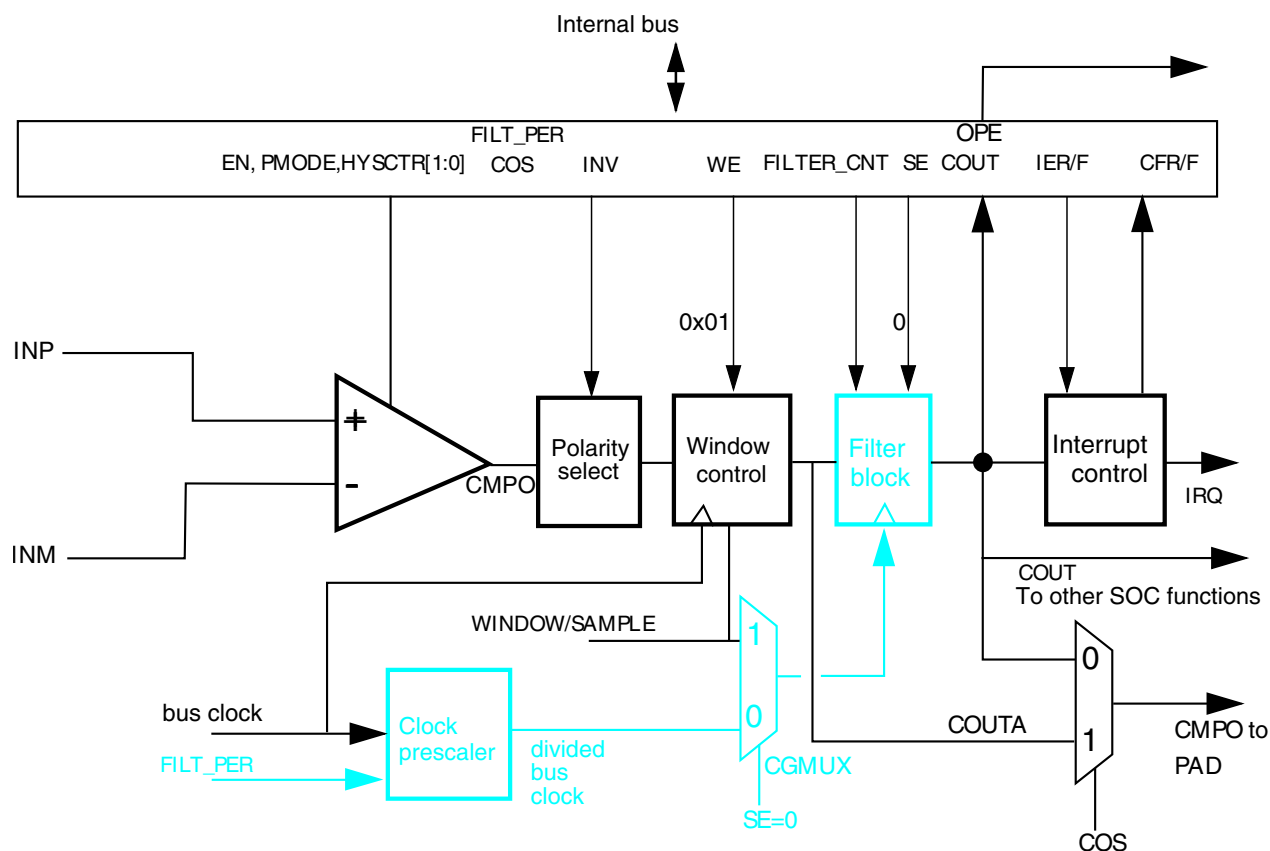 Internal bus
FILT_PER
OPE
EN, PMODE,HYSCTR[1:0]
COS
INV
WE
FILTER_CNT
SE
COUT
IER/F
CFR/F
0x01
0
INP
+
-
INM
CMPO
Polarity
select
Window
control
Filter
block
Interrupt
control
IRQ
COUT
To other SOC functions
WINDOW/SAMPLE
1
0
CGMUX
SE=0
bus clock
FILT_PER
Clock
prescaler
divided
bus
clock
COUTA
0
1
CMPO to
PAD
COS